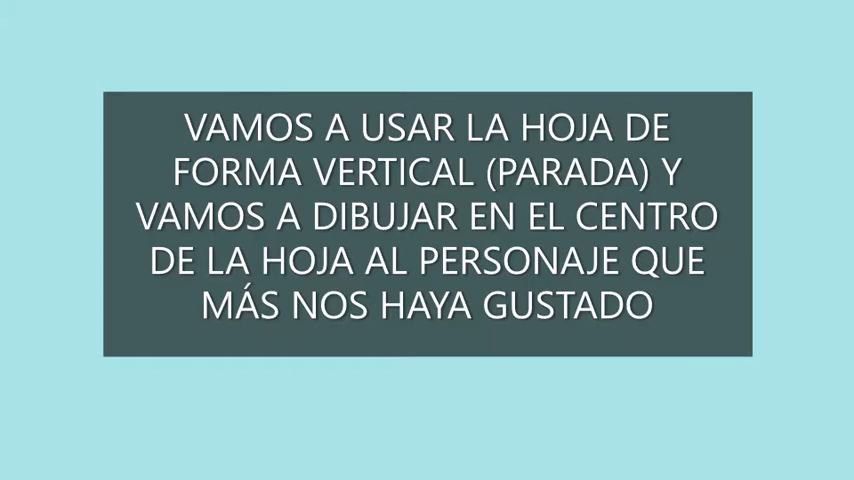 VAMOS A USAR LA HOJA DE
FORMA VERTICAL (PARADA) Y
VAMOS A DIBUJAR EN EL CENTRO
DE LA HOJA AL PERSONAJE QUE
MÁS NOS HAYA GUSTADO